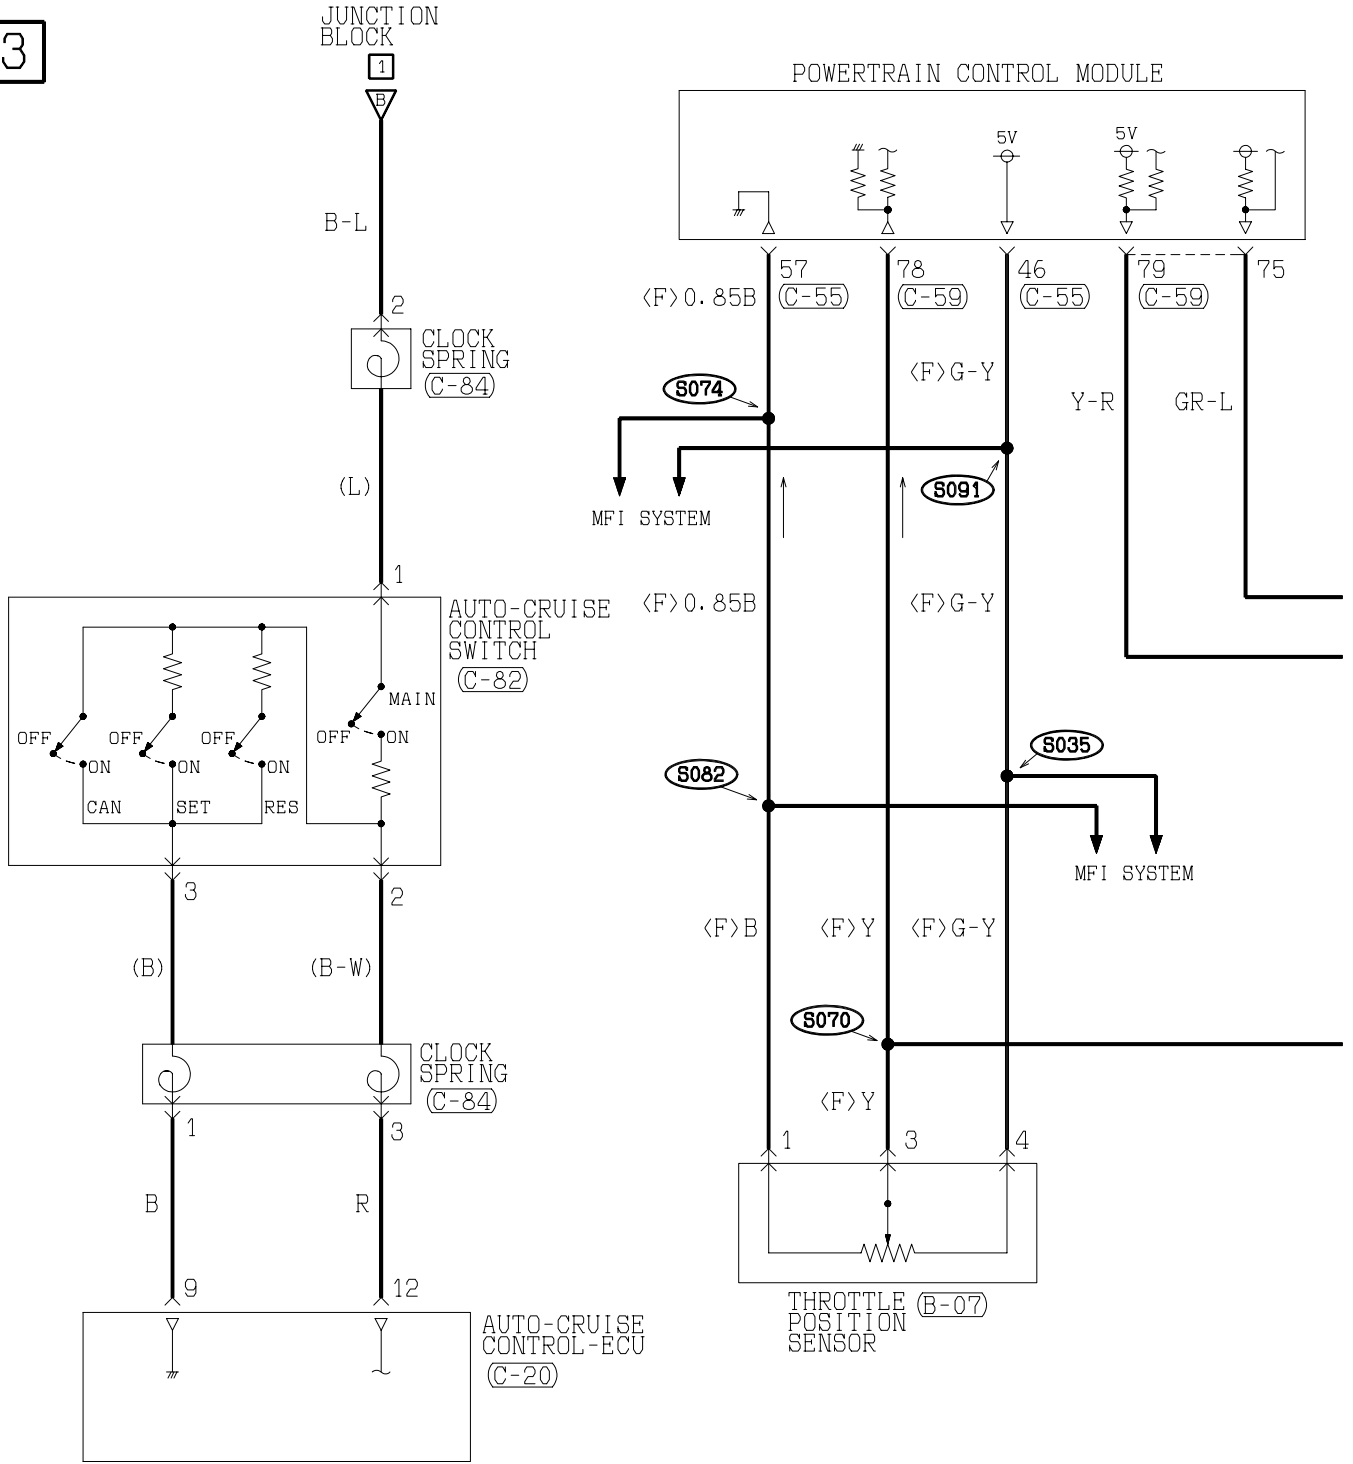 3
JUNCTION
BLOCK
1
B
B-L
2
CLOCK
SPRING
(C-84)
(L)
1
AUTO-CRUISE
CONTROL
SWITCH
(C-82)
MAIN
OFF
ON
OFF
ON
CAN
OFF
ON
SET
OFF
ON
RES
3
2
(B)
(B-W)
CLOCK
SPRING
(C-84)
1
3
B
R
9
12
AUTO-CRUISE
CONTROL-ECU
(C-20)
POWERTRAIN CONTROL MODULE
5V
5V
57
78
46
79
75
<F>0.85B
(C-55)
(C-59)
(C-55)
(C-59)
<F>G-Y
Y-R
GR-L
S074
S091
MFI SYSTEM
<F>0.85B
<F>G-Y
S035
S082
MFI SYSTEM
<F>B
<F>Y
<F>G-Y
S070
<F>Y
1
3
4
THROTTLE
POSITION
SENSOR
(B-07)